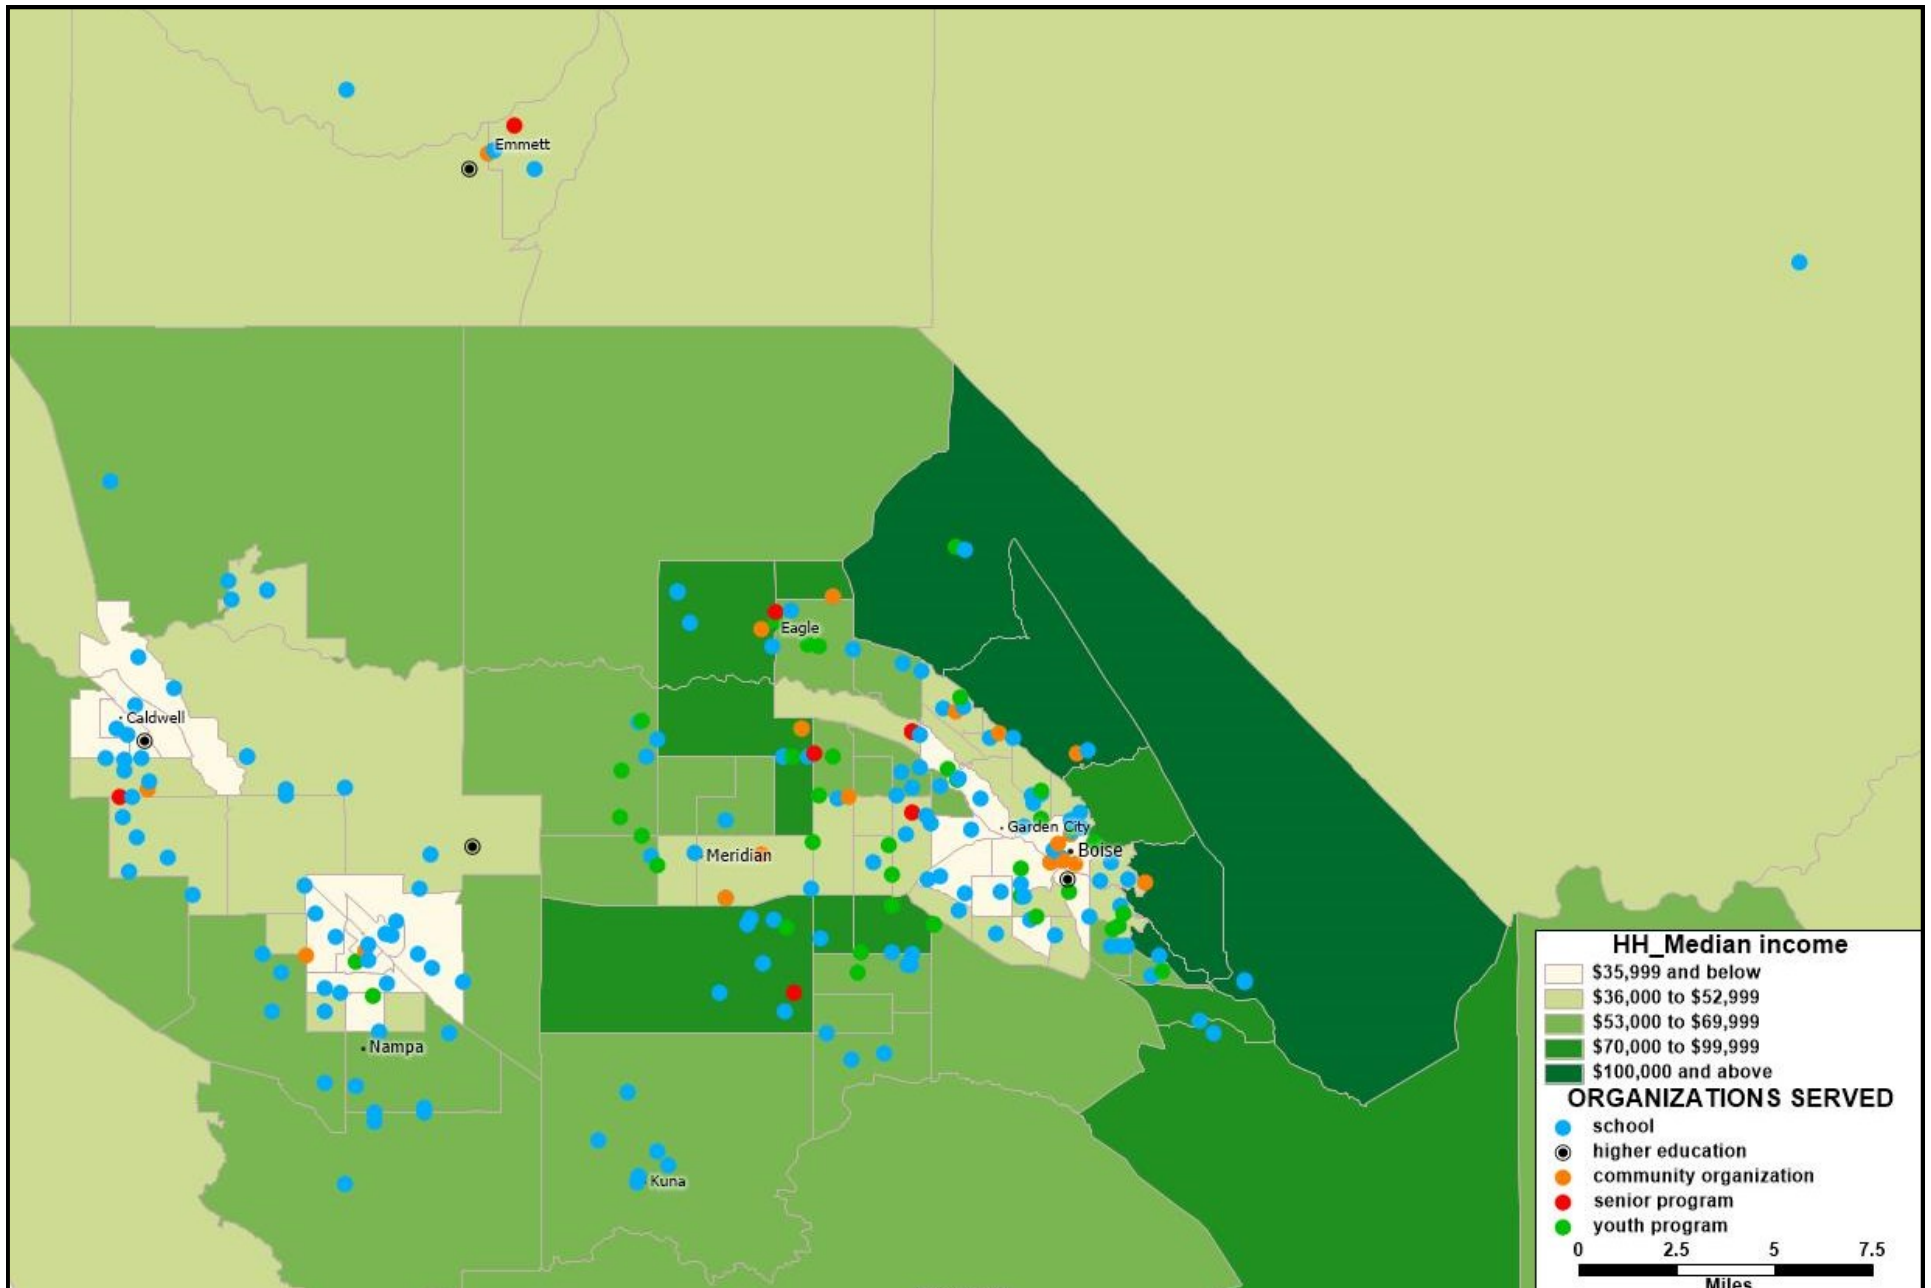 Emmett
Eagle
Caldwell
Garden City
Boise
Meridian
Nampa
Kuna
HH_Median income
$35,999 and below
$36,000 to $52,999
$53,000 to $69,999
$70,000 to $99,999
$100,000 and above
ORGANIZATIONS SERVED
school
higher education
community organization
senior program
youth program
0 2.5 5 7.5
Miles